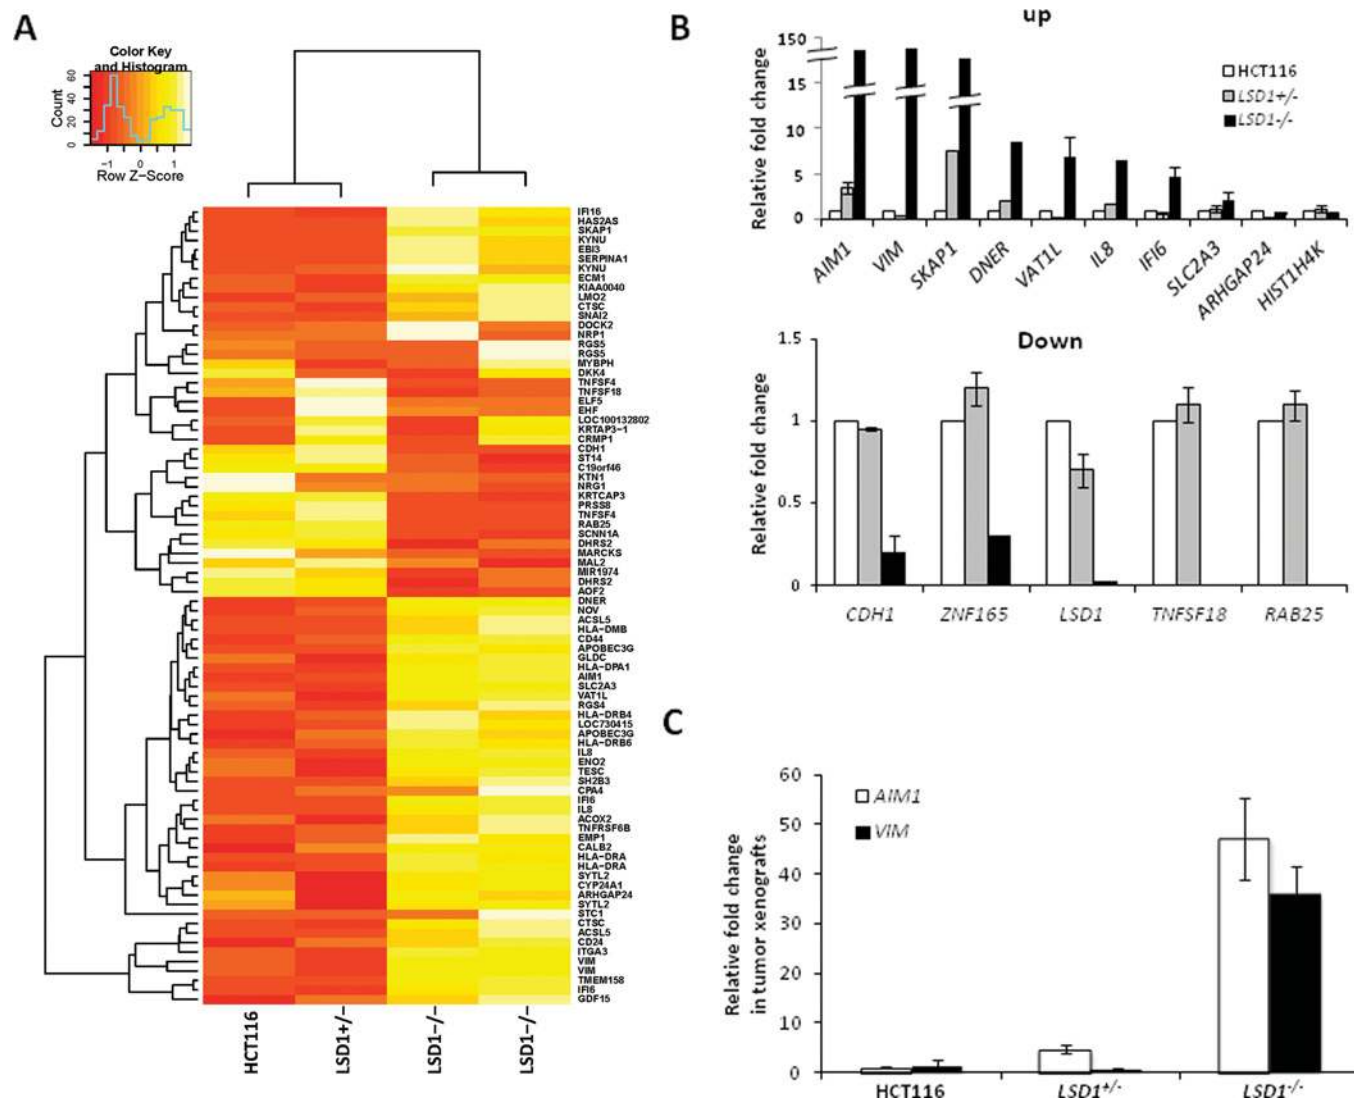 A
Color Key
and Histogram
Count
0
20
40
60
−1
0
1
Row Z−Score
IFI16
HAS2AS
SKAP1
KYNU
EBI3
SERPINA1
KYNU
ECM1
KIAA0040
LMO2
CTSC
SNAI2
DOCK2
NRP1
RGS5
RGS5
MYBPH
DKK4
TNFSF4
TNFSF18
ELF5
EHF
LOC100132802
KRTAP3−1
CRMP1
CDH1
ST14
C19orf46
KTN1
NRG1
KRTCAP3
PRSS8
TNFSF4
RAB25
SCNN1A
DHRS2
MARCKS
MAL2
MIR1974
DHRS2
AOF2
DNER
NOV
ACSL5
HLA−DMB
CD44
APOBEC3G
GLDC
HLA−DPA1
AIM1
SLC2A3
VAT1L
RGS4
HLA−DRB4
LOC730415
APOBEC3G
HLA−DRB6
IL8
ENO2
TESC
SH2B3
CPA4
IFI6
IL8
ACOX2
TNFRSF6B
EMP1
CALB2
HLA−DRA
HLA−DRA
SYTL2
CYP24A1
ARHGAP24
SYTL2
STC1
CTSC
ACSL5
CD24
ITGA3
VIM
VIM
TMEM158
IFI6
GDF15
HCT116
LSD1+/−
LSD1−/−
LSD1−/−
B
up
Relative fold change
150
15
10
5
0
HCT116
LSD1+/-
LSD1-/-
AIM1
VIM
SKAP1
DNER
VAT1L
IL8
IFI6
SLC2A3
ARHGAP24
HIST1H4K
Down
Relative fold change
1.5
1
0.5
0
CDH1
ZNF165
LSD1
TNFSF18
RAB25
C
Relative fold change
in tumor xenografts
60
50
40
30
20
10
0
AIM1
VIM
HCT116
LSD1+/-
LSD1-/-